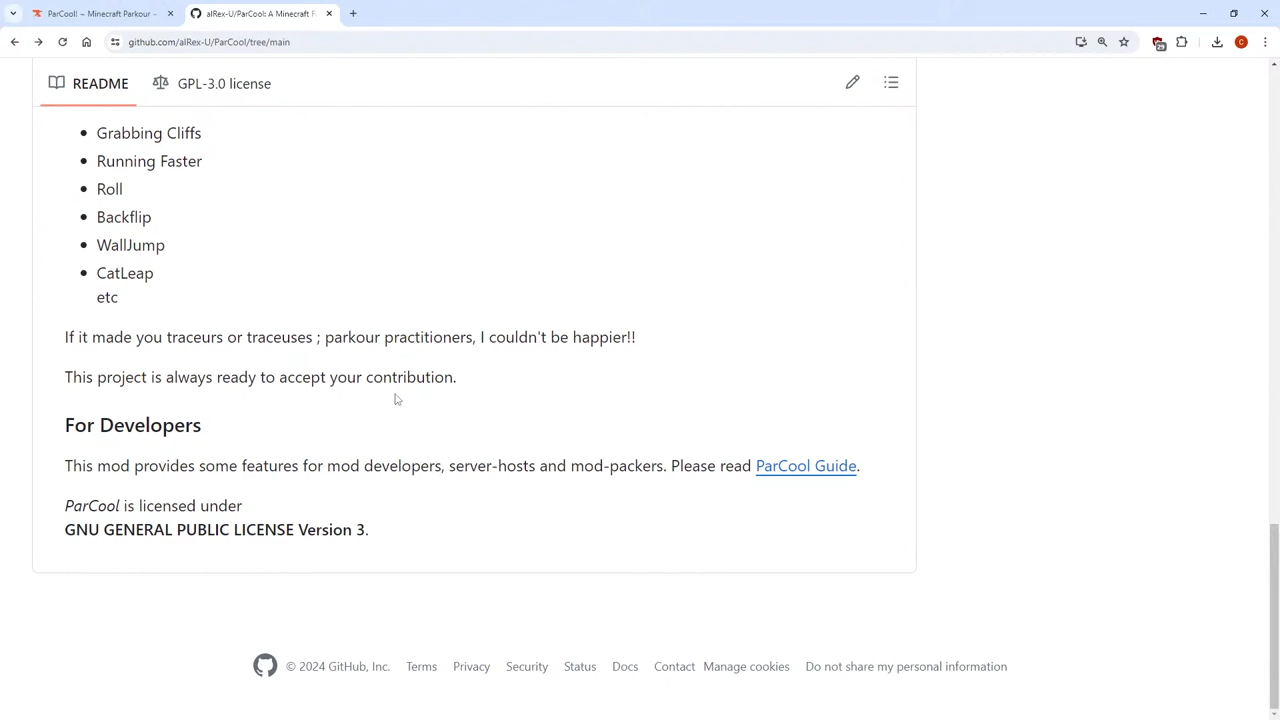 ParCool! – Minecraft Parkour –
alRex-U/ParCool: A Minecraft F
github.com/alRex-U/ParCool/tree/main
README
GPL-3.0 license
Grabbing Cliffs
Running Faster
Roll
Backflip
WallJump
CatLeap
etc
If it made you traceurs or traceuses ; parkour practitioners, I couldn't be happier!!
This project is always ready to accept your contribution.
For Developers
This mod provides some features for mod developers, server-hosts and mod-packers. Please read ParCool Guide.
ParCool is licensed under
GNU GENERAL PUBLIC LICENSE Version 3.
© 2024 GitHub, Inc. Terms Privacy Security Status Docs Contact Manage cookies Do not share my personal information